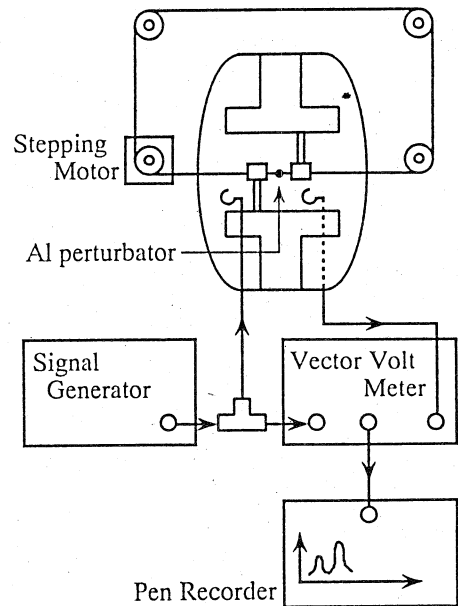 Stepping
Motor
Al perturbator
Signal
Generator
Vector Volt
Meter
Pen Recorder